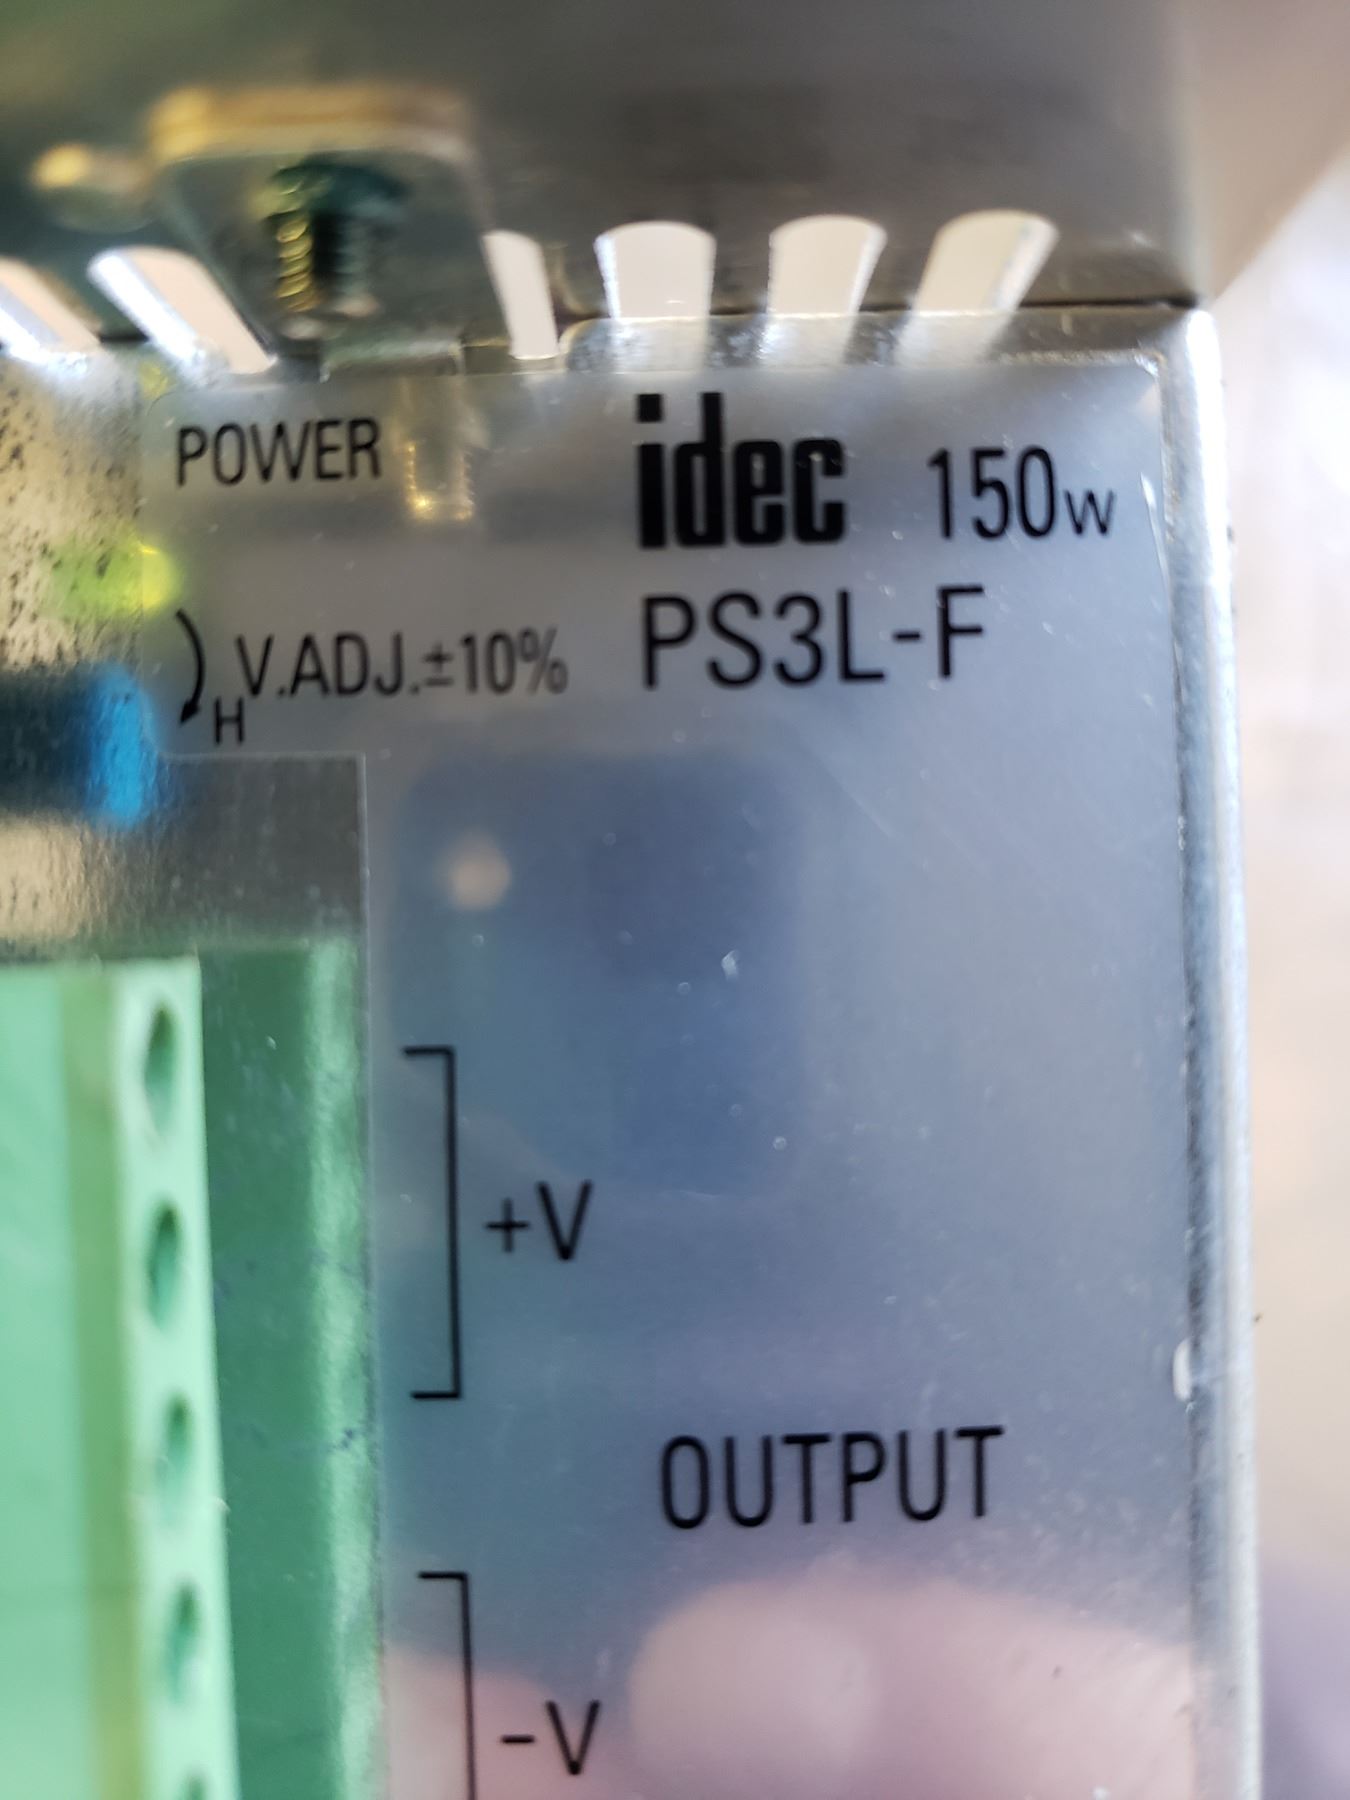 POWER
idec 150w
V.ADJ.±10%
H
PS3L-F
+V
OUTPUT
-V